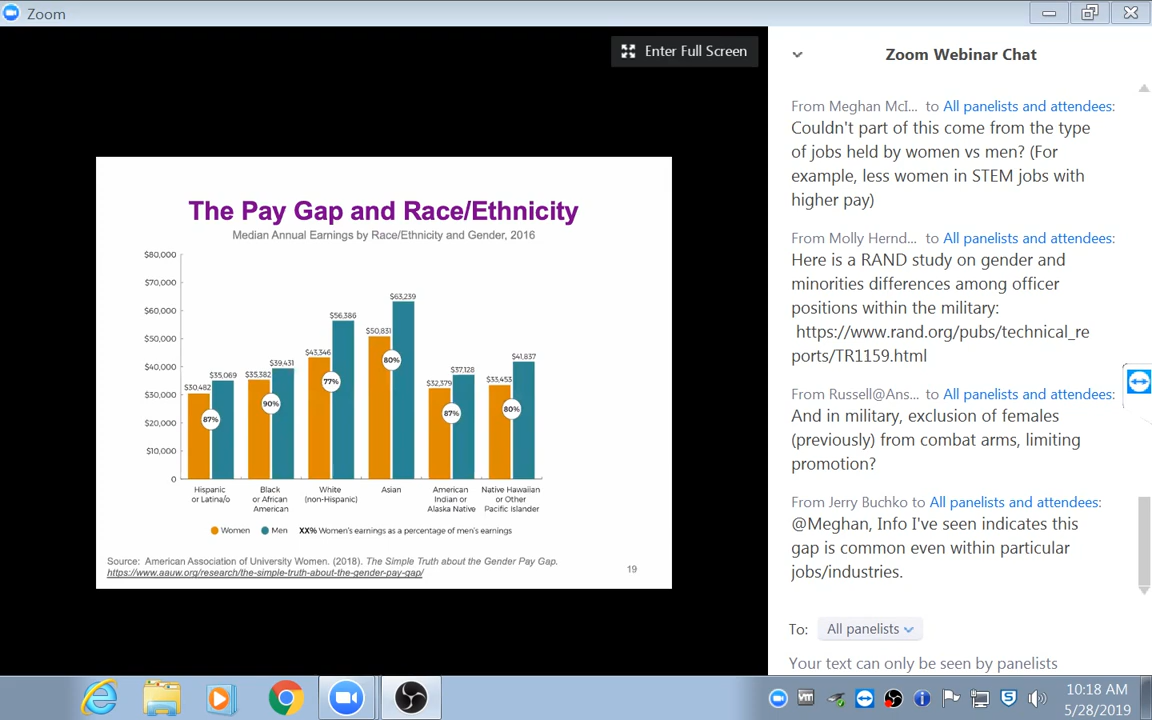 Zoom
Enter Full Screen
The Pay Gap and Race/Ethnicity
Median Annual Earnings by Race/Ethnicity and Gender, 2016
$80,000
$70,000
$60,000
$50,000
$40,000
$30,000
$20,000
$10,000
0
$30,482
$35,069
87%
$35,382
$39,431
90%
$43,346
$56,386
77%
$50,831
$63,239
80%
$32,379
$37,128
87%
$33,453
$41,837
80%
Hispanic
or Latina/o
Black
or African
American
White
(non-Hispanic)
Asian
American
Indian or
Alaska Native
Native Hawaiian
or Other
Pacific Islander
Women Men XX% Women's earnings as a percentage of men's earnings
Source: American Association of University Women. (2018). The Simple Truth about the Gender Pay Gap.
https://www.aauw.org/research/the-simple-truth-about-the-gender-pay-gap/
19
Zoom Webinar Chat
From Meghan McI... to All panelists and attendees:
Couldn't part of this come from the type
of jobs held by women vs men? (For
example, less women in STEM jobs with
higher pay)
From Molly Hernd... to All panelists and attendees:
Here is a RAND study on gender and
minorities differences among officer
positions within the military:
https://www.rand.org/pubs/technical_re
ports/TR1159.html
From Russell@Ans... to All panelists and attendees:
And in military, exclusion of females
(previously) from combat arms, limiting
promotion?
From Jerry Buchko to All panelists and attendees:
@Meghan, Info I've seen indicates this
gap is common even within particular
jobs/industries.
To: All panelists
Your text can only be seen by panelists
10:18 AM
5/28/2019